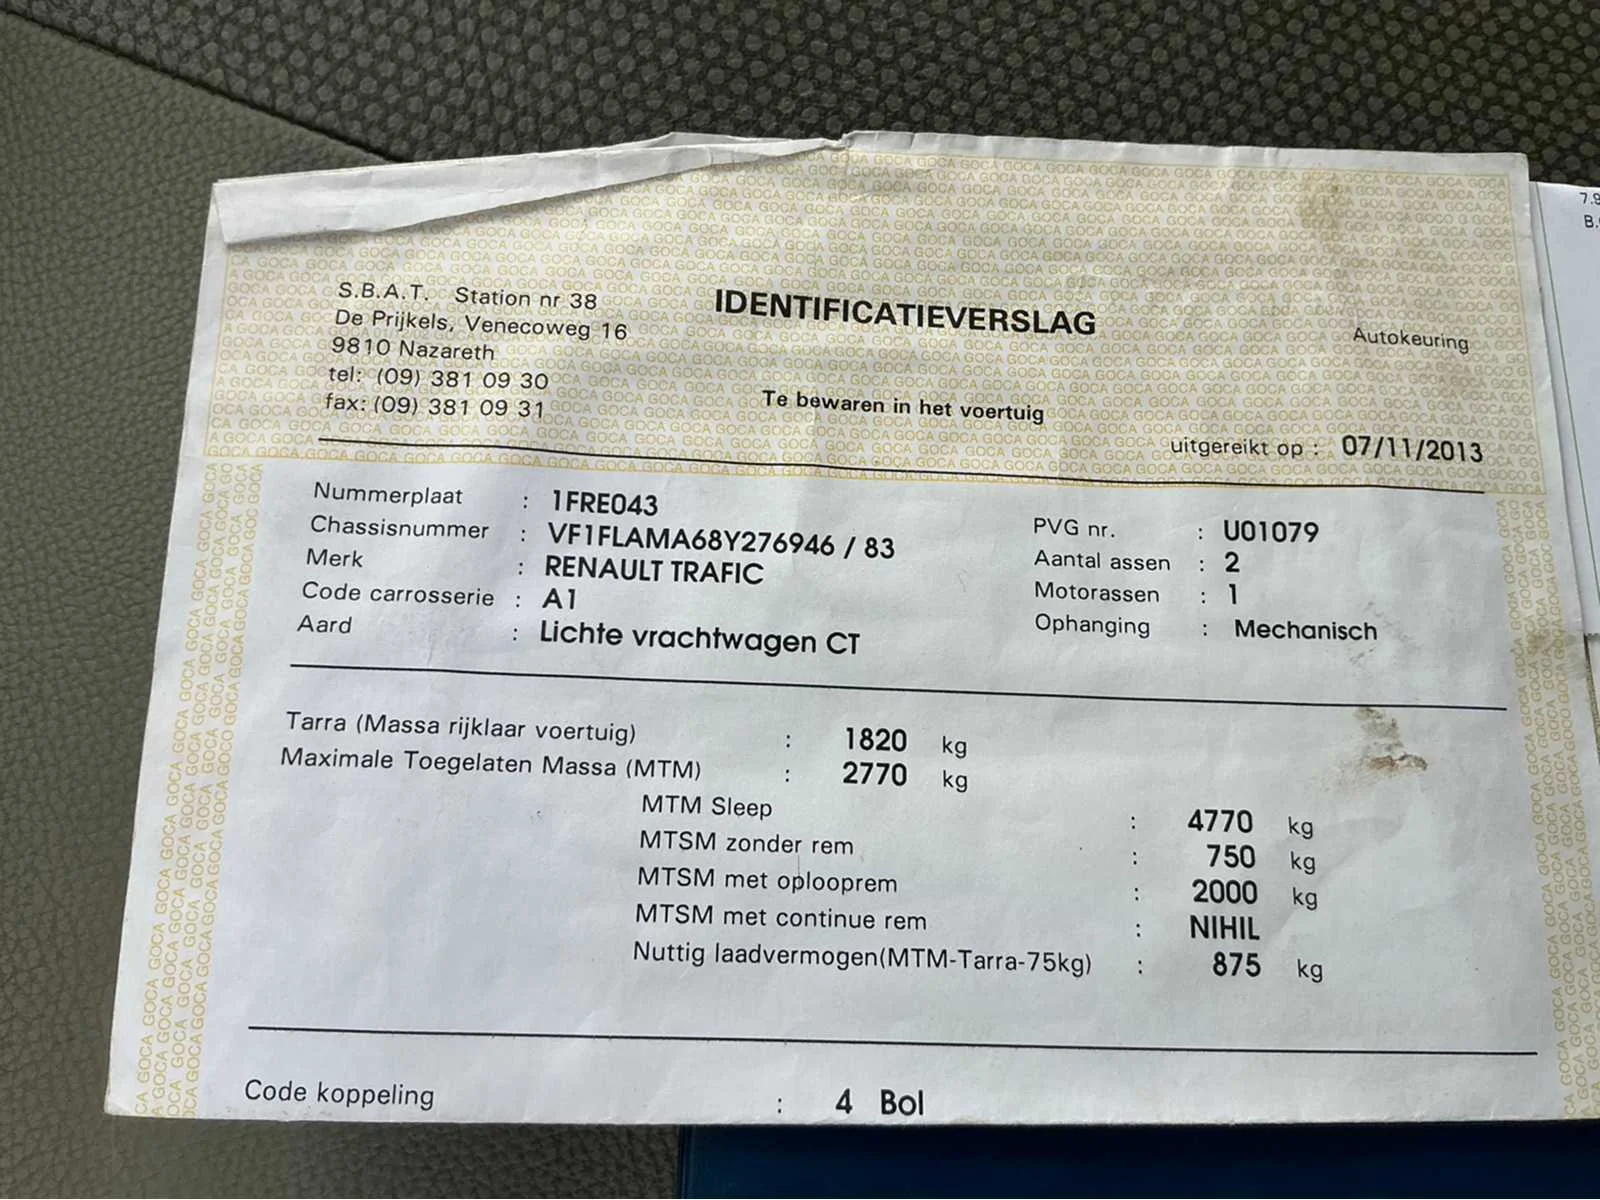 S.B.A.T. Station nr 38
De Prijkels, Venecoweg 16
9810 Nazareth
tel: (09) 381 09 30
fax: (09) 381 09 31
IDENTIFICATIEVERSLAG
Autokeuring
Te bewaren in het voertuig
uitgereikt op : 07/11/2013
Nummerplaat : 1FRE043
Chassisnummer : VF1FLAMA68Y276946 / 83
Merk : RENAULT TRAFIC
Code carrosserie : A1
Aard : Lichte vrachtwagen CT
PVG nr. : U01079
Aantal assen : 2
Motorassen : 1
Ophanging : Mechanisch
Tarra (Massa rijklaar voertuig) : 1820 kg
Maximale Toegelaten Massa (MTM) : 2770 kg
MTM Sleep : 4770 kg
MTSM zonder rem : 750 kg
MTSM met oplooprem : 2000 kg
MTSM met continue rem : NIHIL
Nuttig laadvermogen(MTM-Tarra-75kg) : 875 kg
Code koppeling : 4 Bol